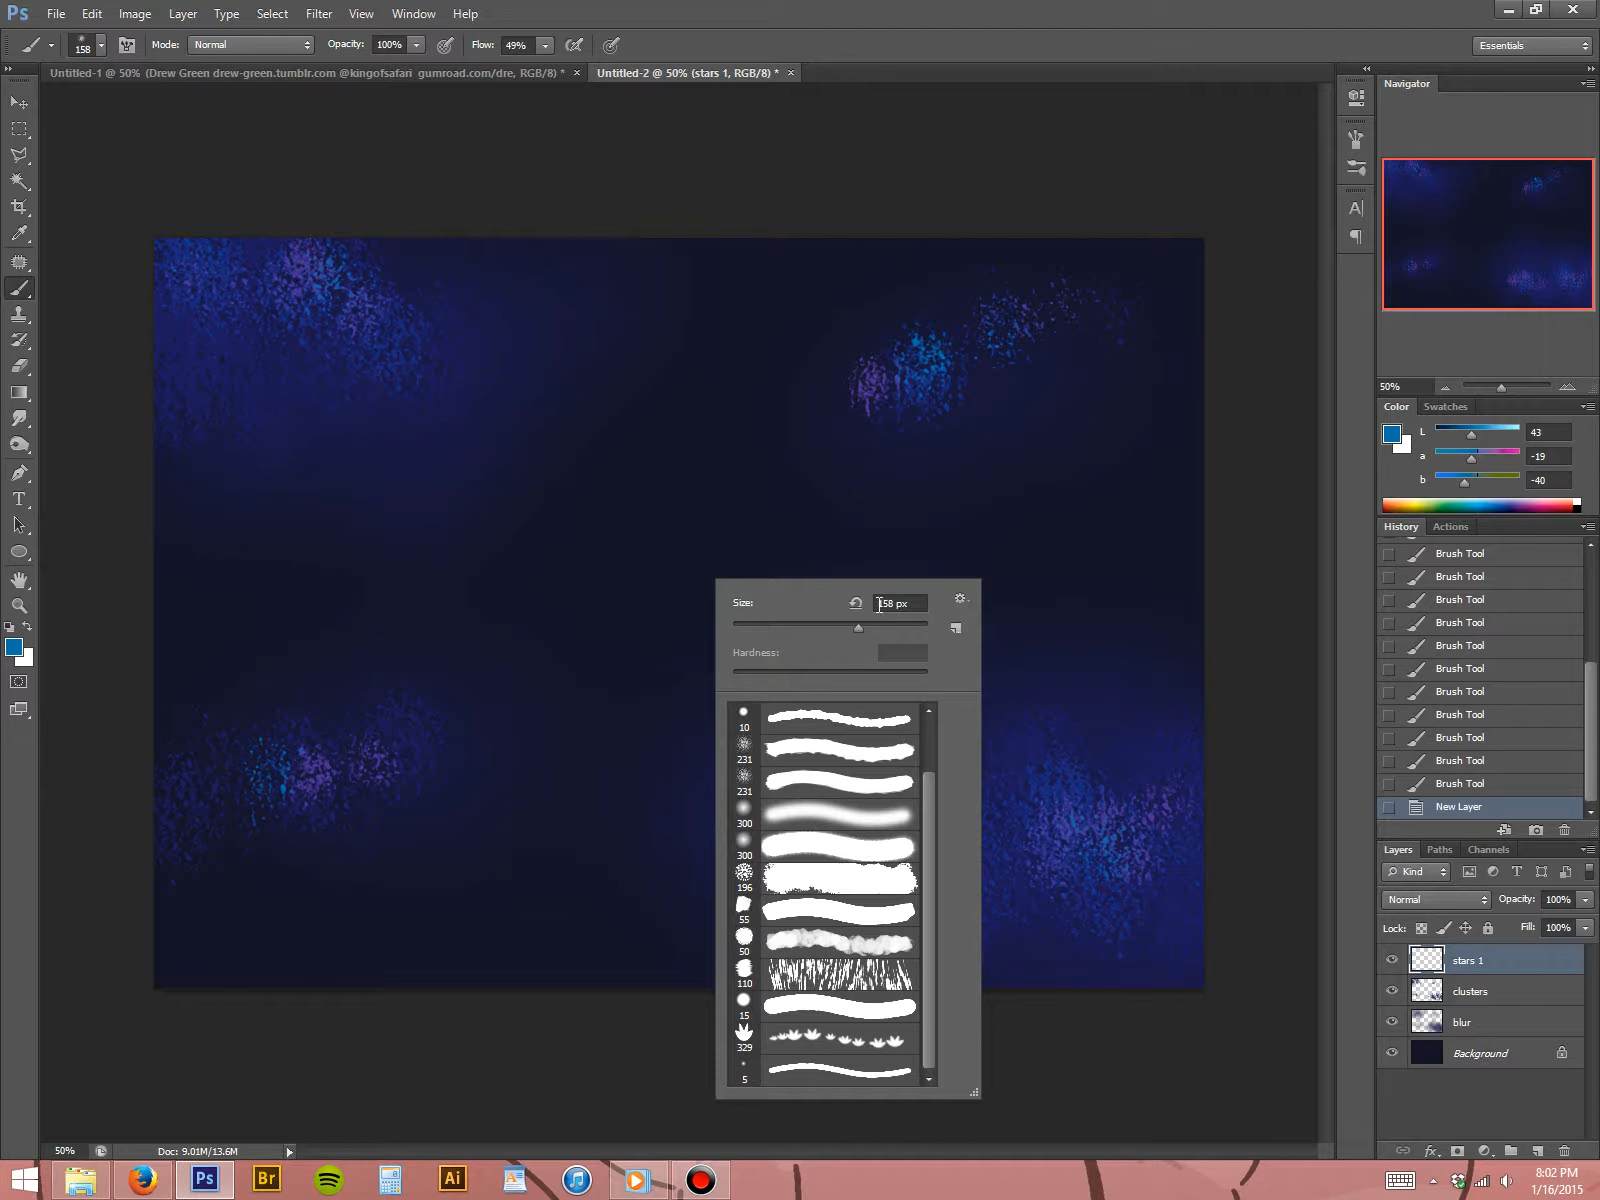 Ps File Edit Image Layer Type Select Filter View Window Help
158 Mode: Normal Opacity: 100% Flow: 49% Essentials
Untitled-1 @ 50% (Drew Green drew-green.tumblr.com @kingofsafari gumroad.com/dre, RGB/8) * × Untitled-2 @ 50% (stars 1, RGB/8) * ×
Navigator
50%
Color Swatches
L 43
a -19
b -40
History Actions
Brush Tool
Brush Tool
Brush Tool
Brush Tool
Brush Tool
Brush Tool
Brush Tool
Brush Tool
Brush Tool
Brush Tool
Brush Tool
New Layer
Size: 158 px
Hardness:
10
231
231
300
300
196
55
50
110
15
329
5
Layers Paths Channels
Kind
Normal Opacity: 100%
Lock: Fill: 100%
stars 1
clusters
blur
Background
50% Doc: 9.01M/13.6M
Ps Br Ai
8:02 PM
1/16/2015